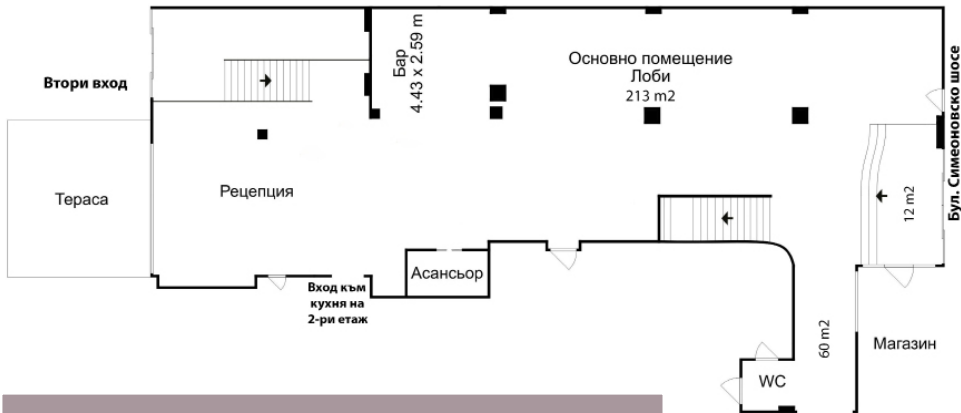 Втори вход
Тераса
Рецепция
Бар
4.43 x 2.59 m
Основно помещение
Лоби
213 m2
Бул. Симеоновско шосе
12 m2
Асансьор
Вход към
кухня на
2-ри етаж
60 m2
Магазин
WC